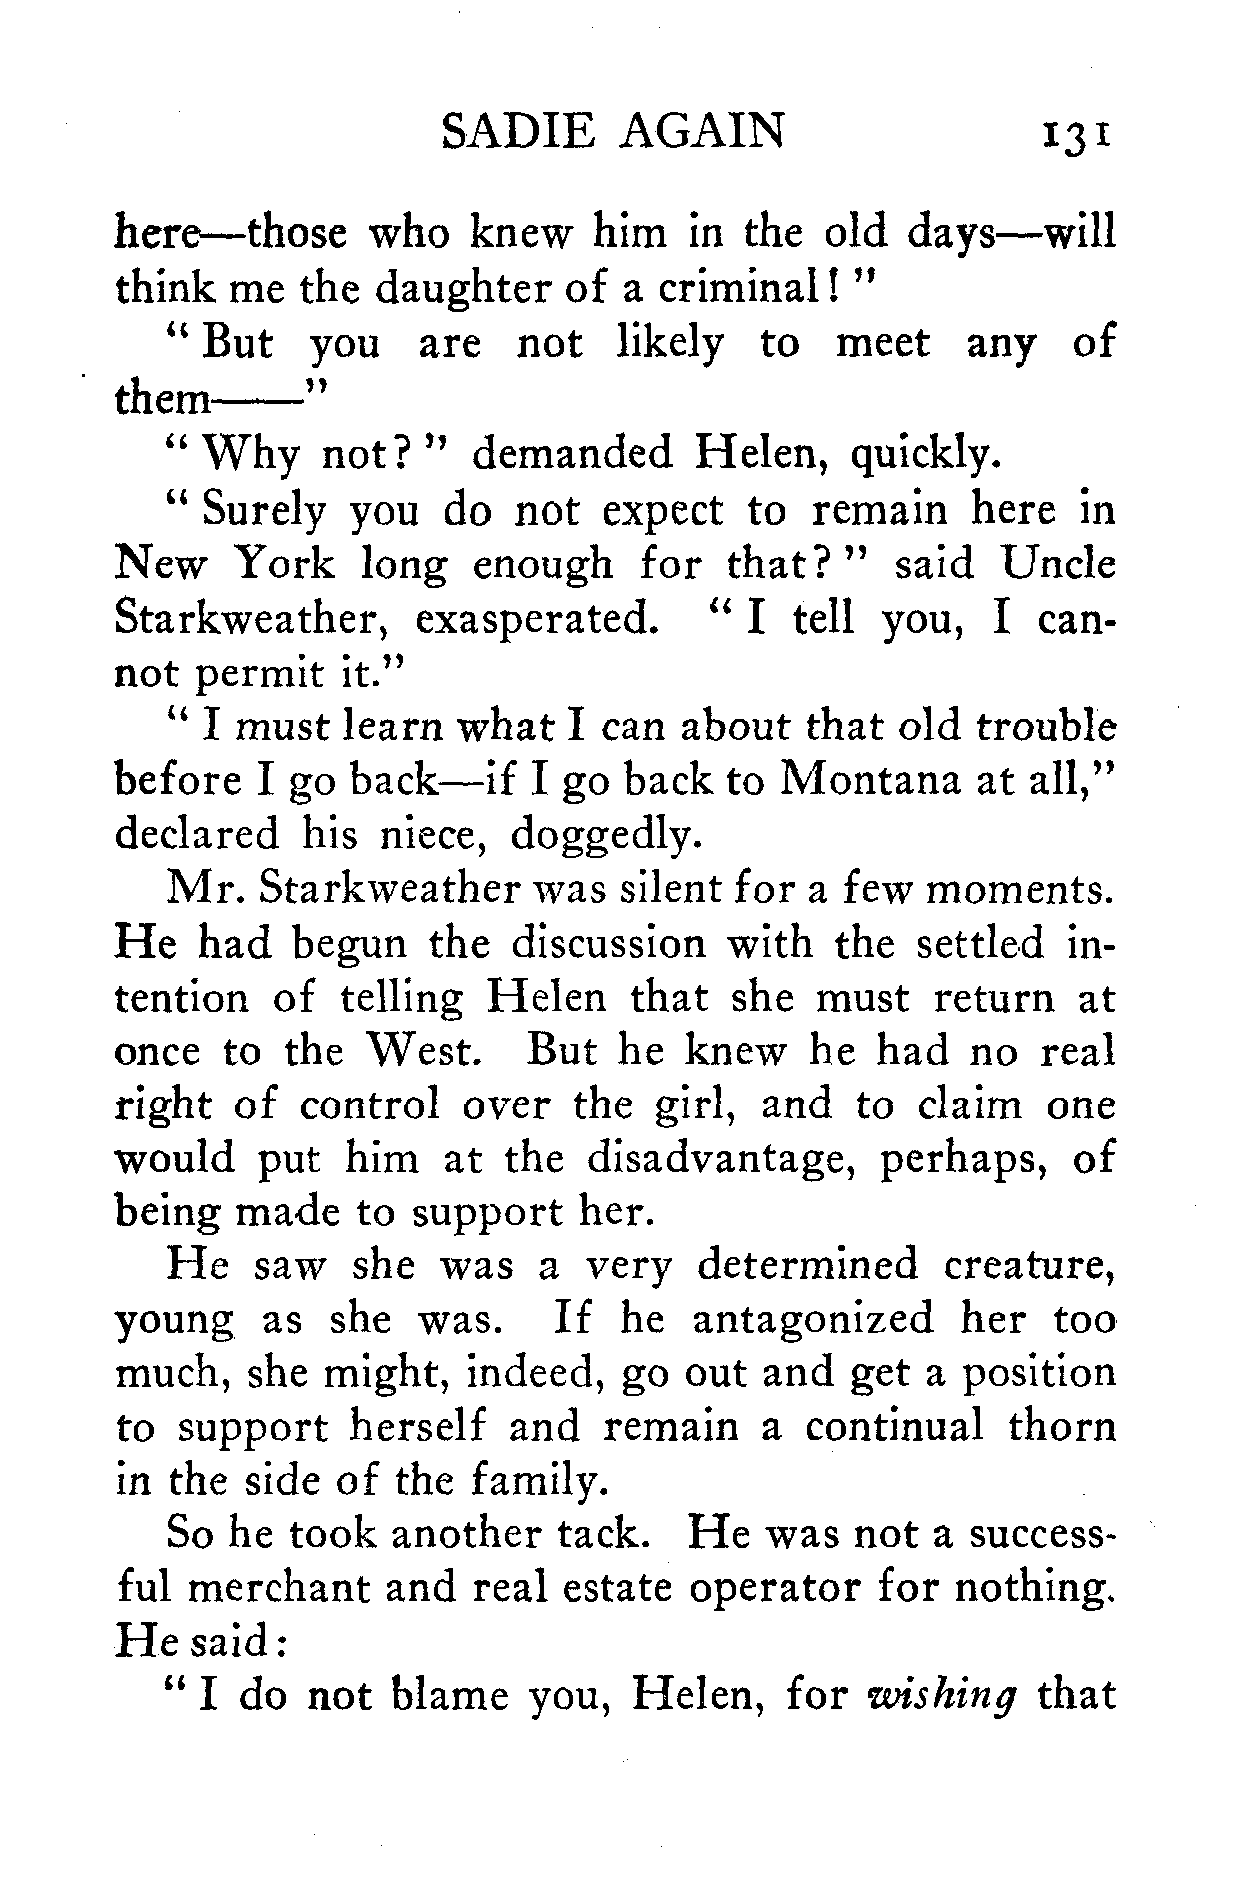 SADIE AGAIN 131
here—those who knew him in the old days—will
think me the daughter of a criminal! "
" But you are not likely to meet any of
them——"
" Why not? " demanded Helen, quickly.
" Surely you do not expect to remain here in
New York long enough for that? " said Uncle
Starkweather, exasperated. " I tell you, I can-
not permit it."
" I must learn what I can about that old trouble
before I go back—if I go back to Montana at all,"
declared his niece, doggedly.
Mr. Starkweather was silent for a few moments.
He had begun the discussion with the settled in-
tention of telling Helen that she must return at
once to the West. But he knew he had no real
right of control over the girl, and to claim one
would put him at the disadvantage, perhaps, of
being made to support her.
He saw she was a very determined creature,
young as she was. If he antagonized her too
much, she might, indeed, go out and get a position
to support herself and remain a continual thorn
in the side of the family.
So he took another tack. He was not a success-
ful merchant and real estate operator for nothing.
He said:
" I do not blame you, Helen, for wishing that